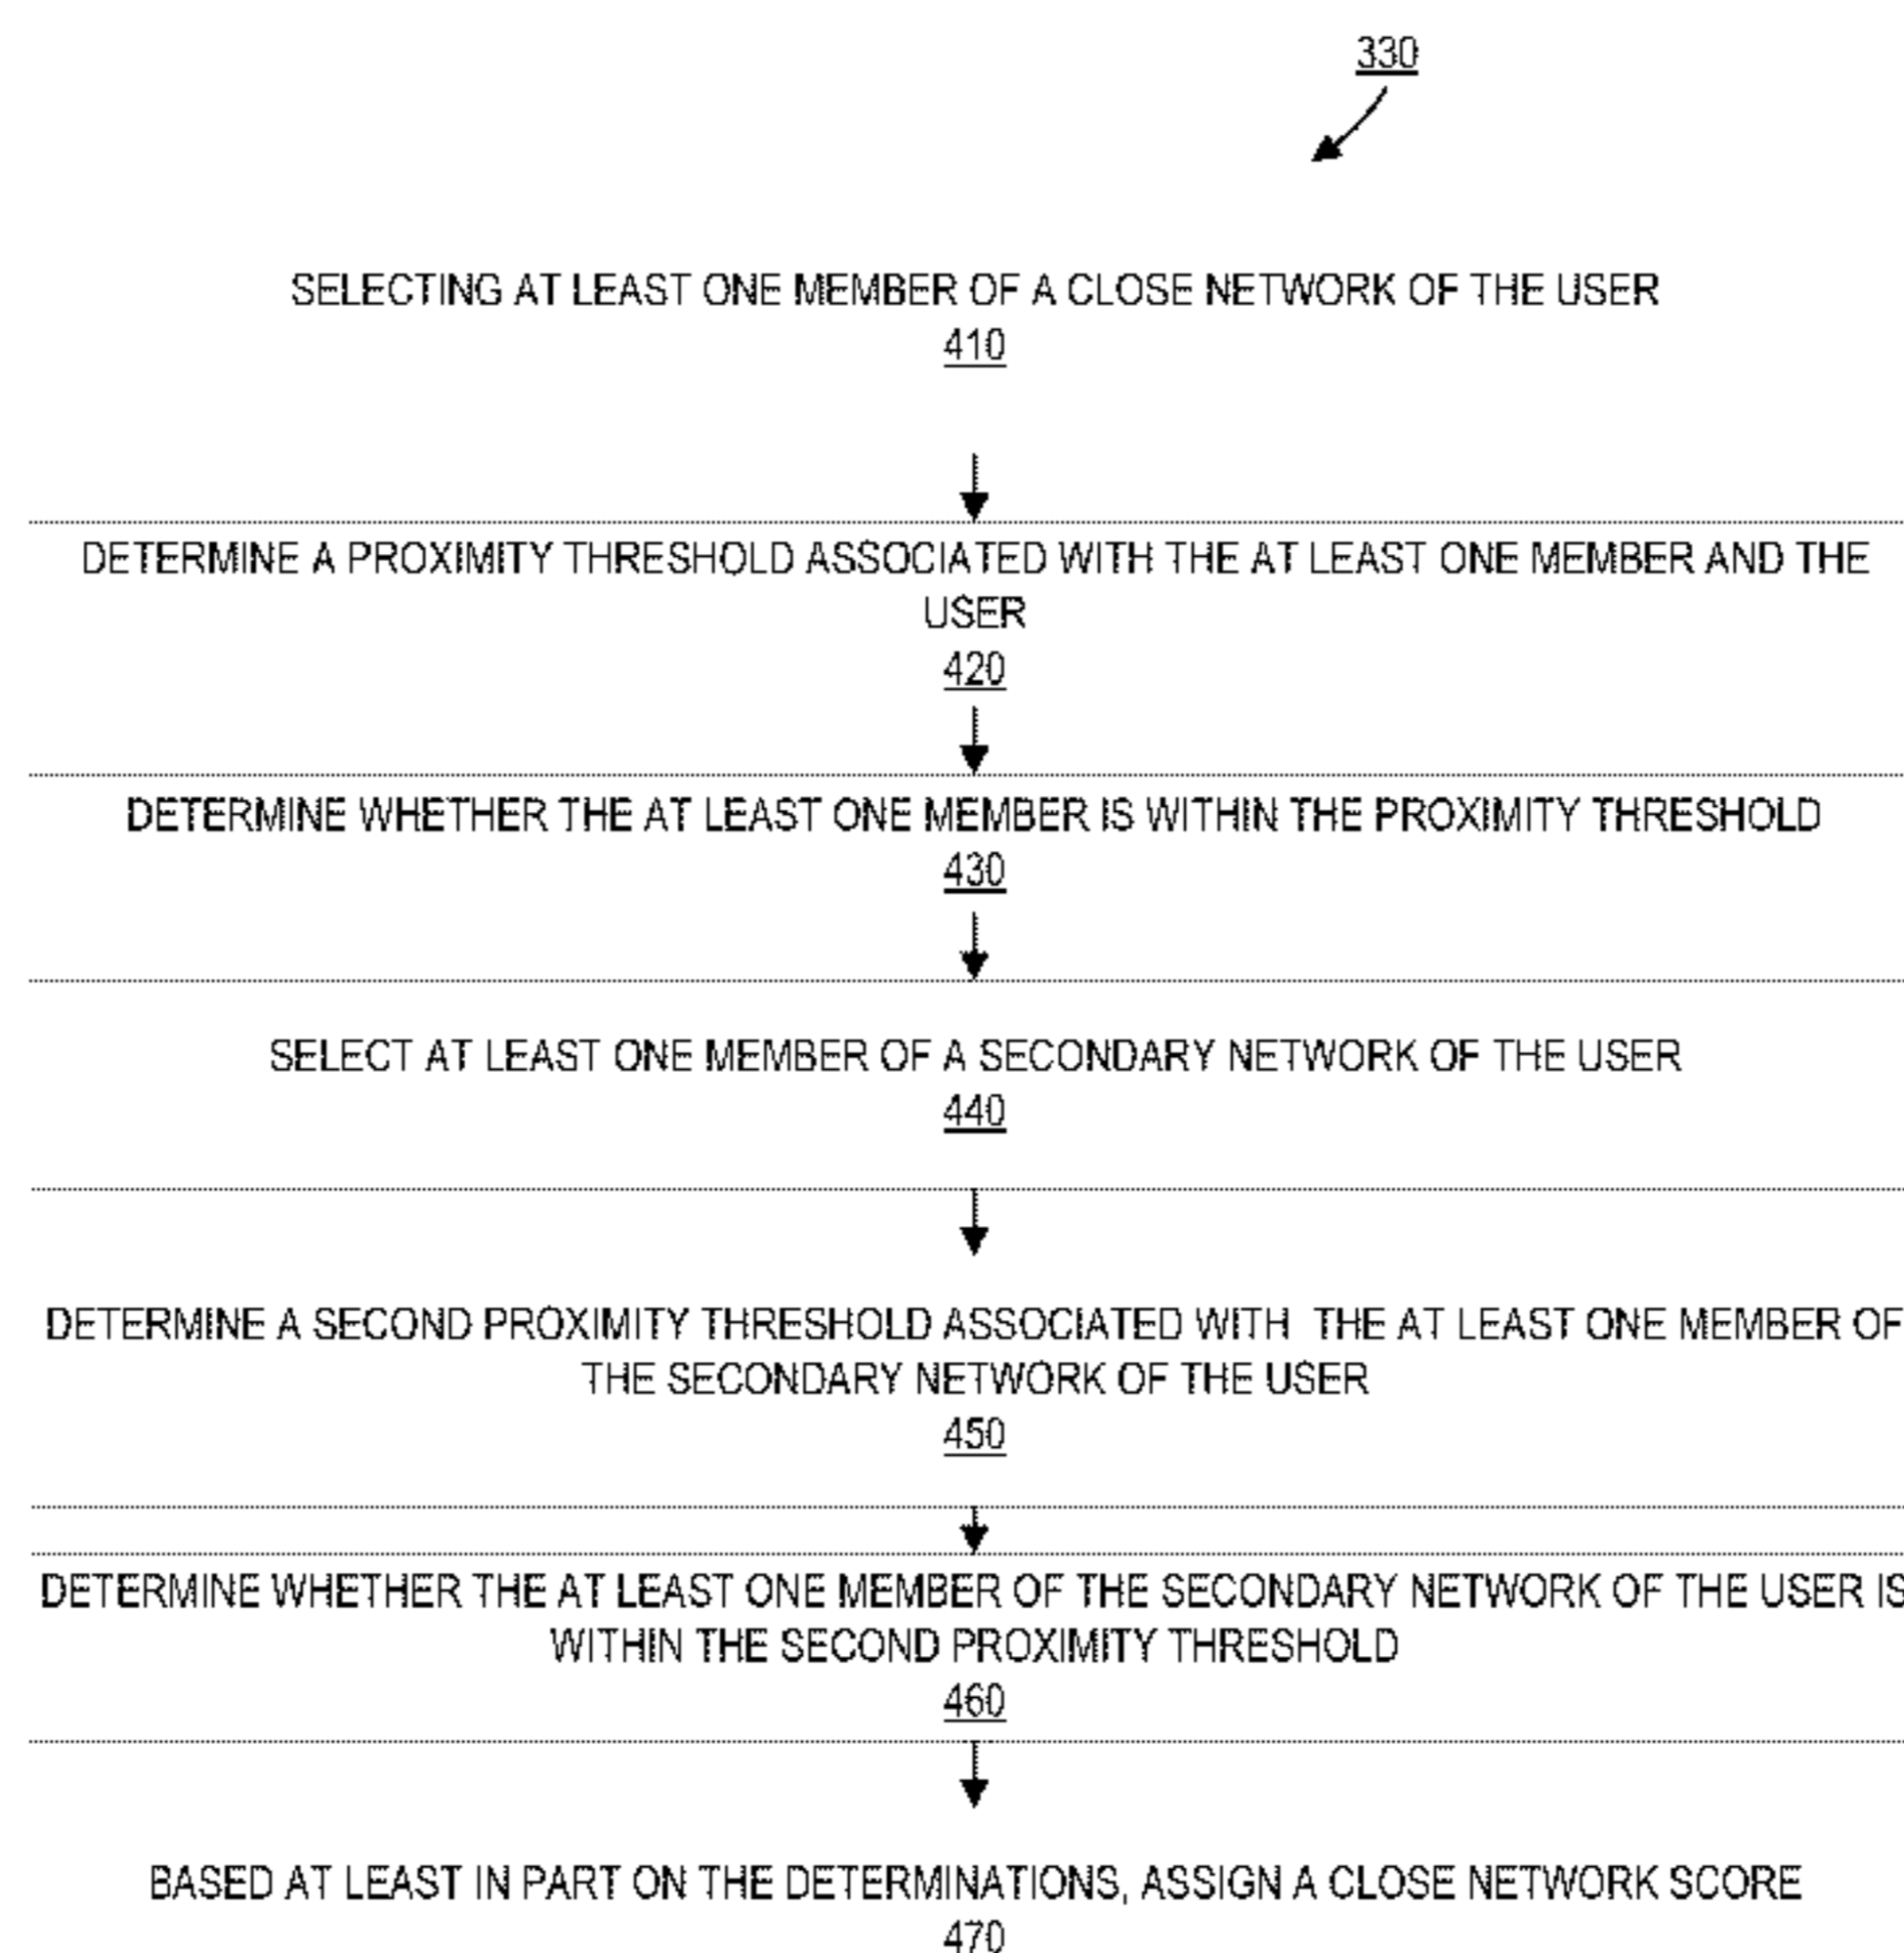 330
SELECTING AT LEAST ONE MEMBER OF A CLOSE NETWORK OF THE USER
410
DETERMINE A PROXIMITY THRESHOLD ASSOCIATED WITH THE AT LEAST ONE MEMBER AND THE
USER
420
DETERMINE WHETHER THE AT LEAST ONE MEMBER IS WITHIN THE PROXIMITY THRESHOLD
430
SELECT AT LEAST ONE MEMBER OF A SECONDARY NETWORK OF THE USER
440
DETERMINE A SECOND PROXIMITY THRESHOLD ASSOCIATED WITH THE AT LEAST ONE MEMBER OF
THE SECONDARY NETWORK OF THE USER
450
DETERMINE WHETHER THE AT LEAST ONE MEMBER OF THE SECONDARY NETWORK OF THE USER IS
WITHIN THE SECOND PROXIMITY THRESHOLD
460
BASED AT LEAST IN PART ON THE DETERMINATIONS, ASSIGN A CLOSE NETWORK SCORE
470